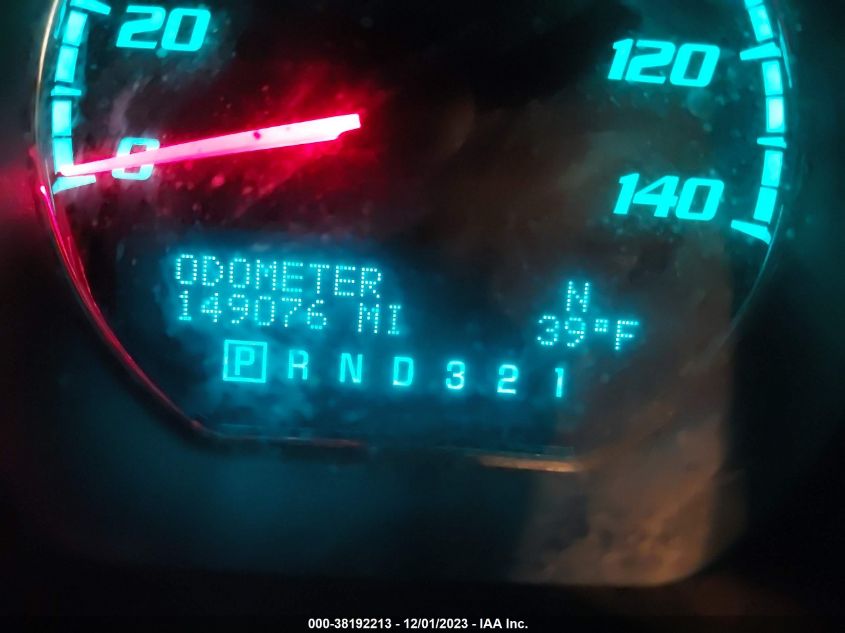 20
120
0
140
ODOMETER
149076 MI
N
39°F
P R N D 3 2 1
000-38192213 - 12/01/2023 - IAA Inc.